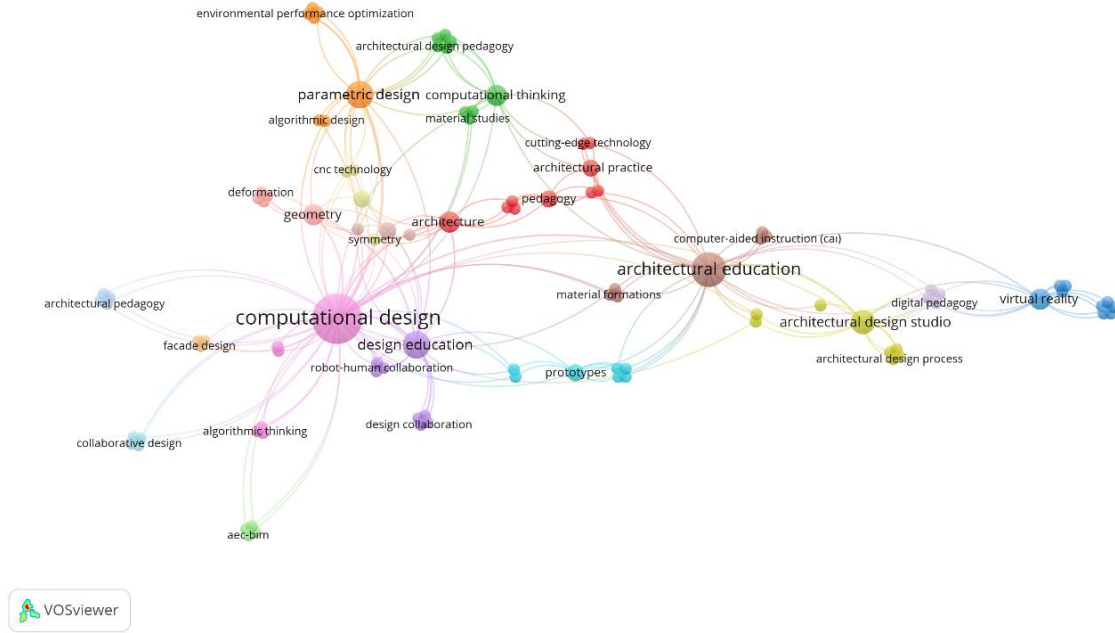 environmental performance optimization
architectural design pedagogy
parametric design
computational thinking
algorithmic design
material studies
cutting-edge technology
cnc technology
architectural practice
deformation
pedagogy
geometry
architecture
symmetry
computer-aided instruction (caı)
architectural education
material formations
architectural pedagogy
digital pedagogy
virtual reality
computational design
architectural design studio
facade design
design education
architectural design process
robot-human collaboration
prototypes
design collaboration
algorithmic thinking
collaborative design
aec-bım
VOSviewer